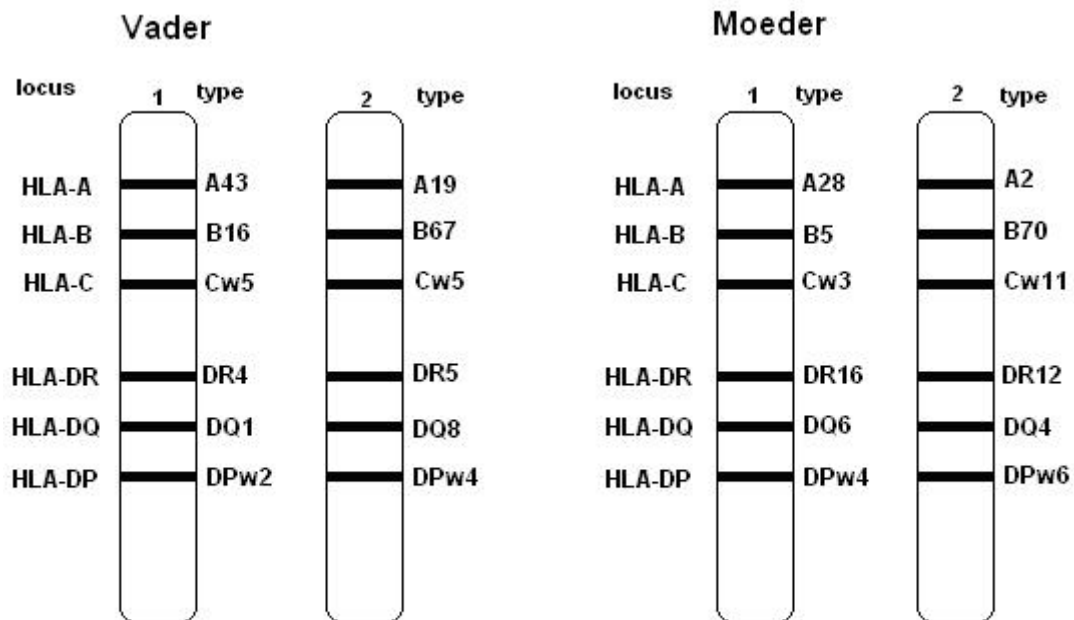 Vader Moeder
locus 1 type 2 type locus 1 type 2 type
HLA-A A43 A19 HLA-A A28 A2
HLA-B B16 B67 HLA-B B5 B70
HLA-C Cw5 Cw5 HLA-C Cw3 Cw11
HLA-DR DR4 DR5 HLA-DR DR16 DR12
HLA-DQ DQ1 DQ8 HLA-DQ DQ6 DQ4
HLA-DP DPw2 DPw4 HLA-DP DPw4 DPw6